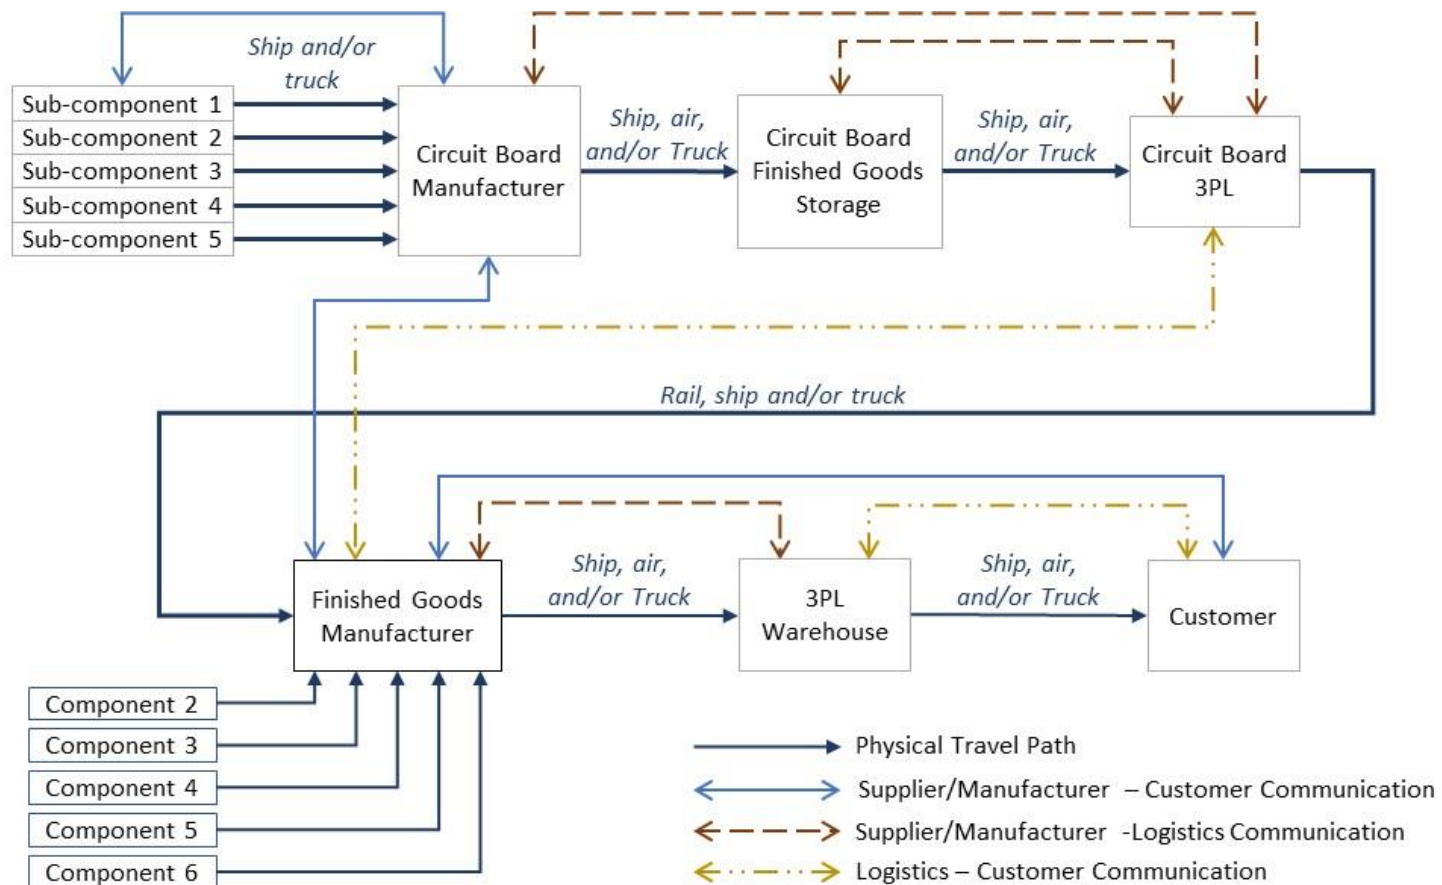 Ship and/or
truck
Sub-component 1
Sub-component 2
Sub-component 3
Sub-component 4
Sub-component 5
Circuit Board
Manufacturer
Ship, air,
and/or Truck
Circuit Board
Finished Goods
Storage
Ship, air,
and/or Truck
Circuit Board
3PL
Rail, ship and/or truck
Finished Goods
Manufacturer
Ship, air,
and/or Truck
3PL
Warehouse
Ship, air,
and/or Truck
Customer
Component 2
Component 3
Component 4
Component 5
Component 6
Physical Travel Path
Supplier/Manufacturer – Customer Communication
Supplier/Manufacturer -Logistics Communication
Logistics – Customer Communication